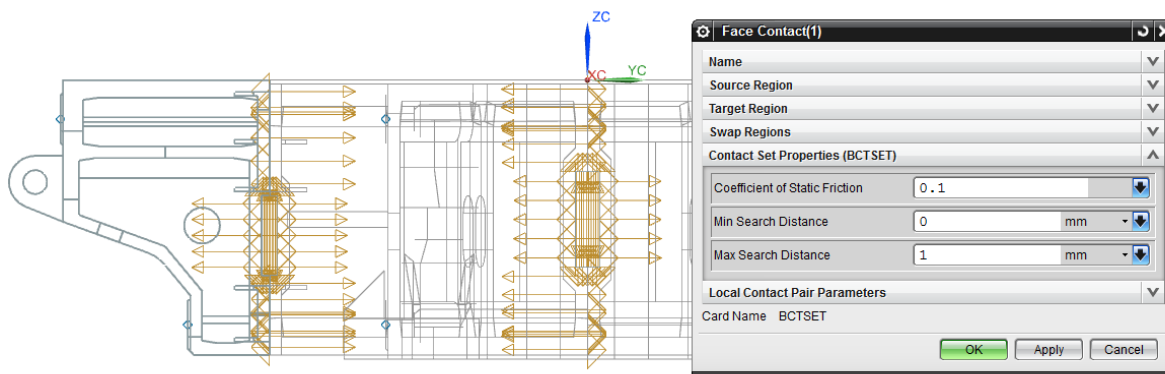 ZC
XC
YC
Face Contact(1)
Name
Source Region
Target Region
Swap Regions
Contact Set Properties (BCTSET)
Coefficient of Static Friction 0.1
Min Search Distance 0 mm
Max Search Distance 1 mm
Local Contact Pair Parameters
Card Name BCTSET
OK Apply Cancel